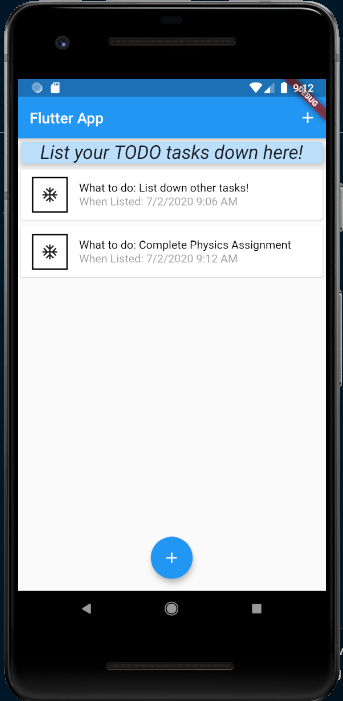 9:12
DEBUG
Flutter App
+
List your TODO tasks down here!
What to do: List down other tasks!
When Listed: 7/2/2020 9:06 AM
What to do: Complete Physics Assignment
When Listed: 7/2/2020 9:12 AM
+